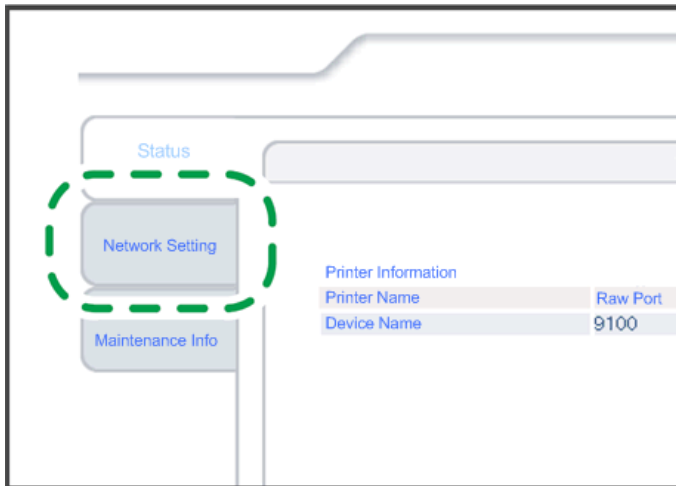 Status
Network Setting
Maintenance Info
Printer Information
Printer Name Raw Port
Device Name 9100